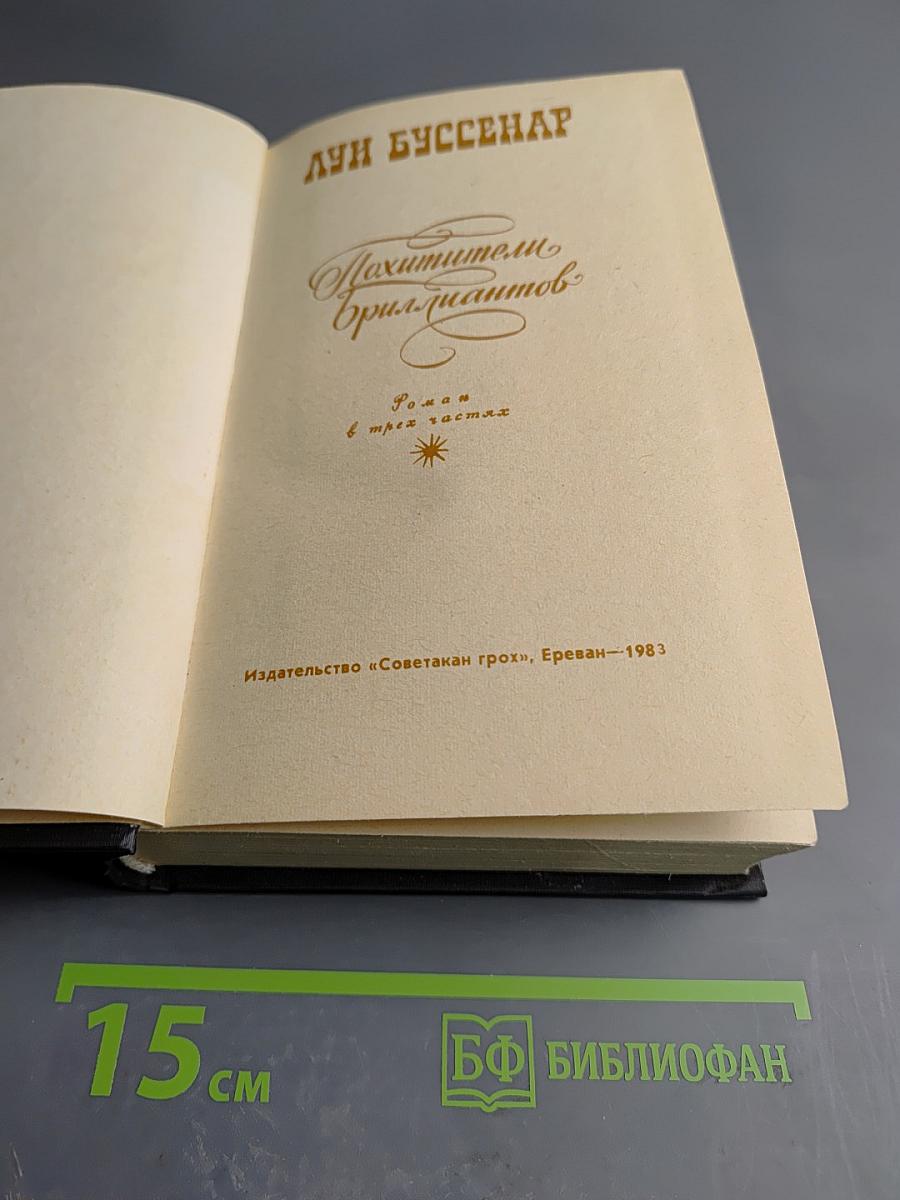 ЛУИ БУССЕНАР
Похитители
бриллиантов
Роман
в трех частях
Издательство «Советакан грох», Ереван—1983
15 см
БФ БИБЛИОФАН